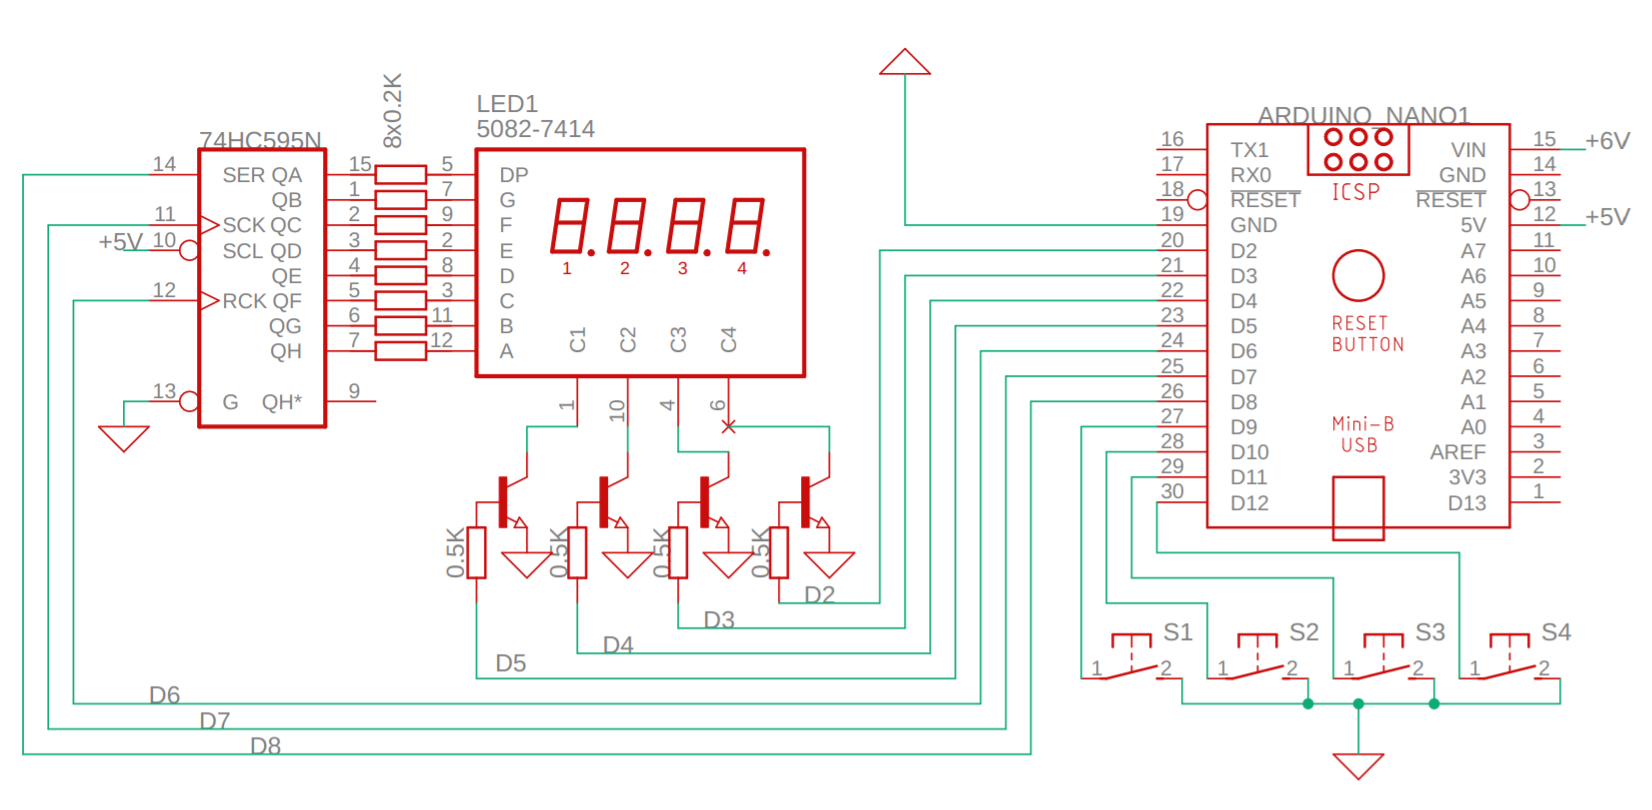 74HC595N
14 SER QA 15
QB 1
11 SCK QC 2
+5V 10 SCL QD 3
QE 4
12 RCK QF 5
QG 6
QH 7
13 G QH* 9
8x0.2K
LED1
5082-7414
5 DP
7 G
9 F
2 E
8 D
3 C
11 B
12 A
1 2 3 4
C1 C2 C3 C4
1 10 4 6
0.5K 0.5K 0.5K 0.5K
D2
D3
D4
D5
D6
D7
D8
ARDUINO_NANO1
16 TX1 VIN 15 +6V
17 RX0 GND 14
ICSP
18 RESET RESET 13
19 GND 5V 12 +5V
20 D2 A7 11
21 D3 A6 10
22 D4 A5 9
23 D5 A4 8
24 D6 A3 7
25 D7 A2 6
26 D8 A1 5
27 D9 A0 4
28 D10 AREF 3
29 D11 3V3 2
30 D12 D13 1
RESET
BUTTON
Mini-B
USB
S1 S2 S3 S4
1 2 1 2 1 2 1 2